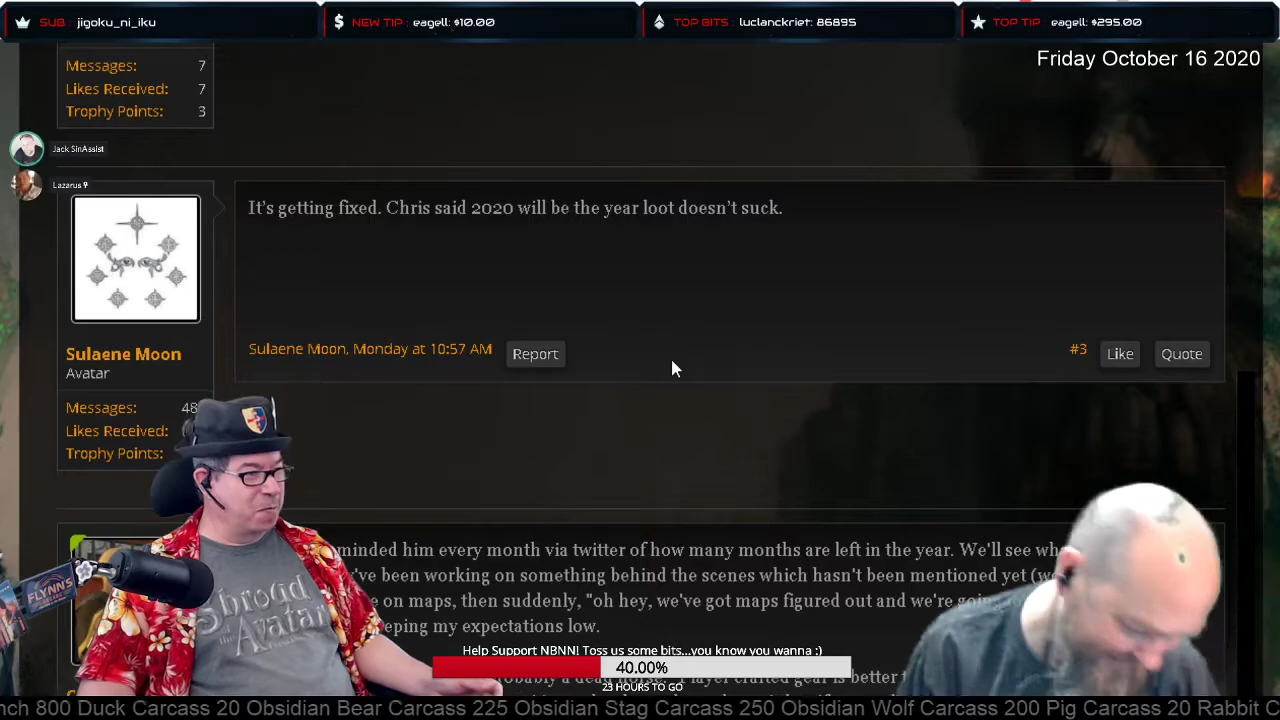 SUB: jigoku_ni_iku
NEW TIP: eagell: $10.00
TOP BITS: luclanckriet: 86895
TOP TIP: eagell: $295.00
Friday October 16 2020
Messages: 7
Likes Received: 7
Trophy Points: 3
Jack SinAssist
Lazarus
It's getting fixed. Chris said 2020 will be the year loot doesn't suck.
Sulaene Moon, Monday at 10:57 AM
Report
#3
Like
Quote
Sulaene Moon
Avatar
Messages: 48
Likes Received:
Trophy Points:
minded him every month via twitter of how many months are left in the year. We'll see
've been working on something behind the scenes which hasn't been mentioned yet
e on maps, then suddenly, "oh hey, we've got maps figured out and we're
eping my expectations low.
Help Support NBNN! Toss us some bits...you know you wanna :)
40.00%
gear is better
23 HOURS TO GO
FLYNN'S
Shroud
of the
Avatar
nch 800 Duck Carcass 20 Obsidian Bear Carcass 225 Obsidian Stag Carcass 250 Obsidian Wolf Carcass 200 Pig Carcass 20 Rabbit C